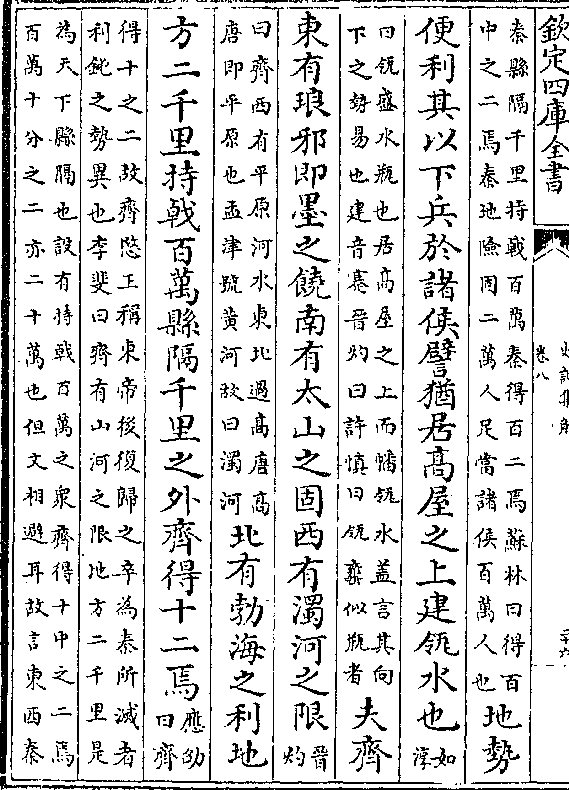 欽定四庫全書
史記集解
卷八
秦縣隔千里持戟百萬秦得百二焉蘇林曰得百
中之二焉秦地險固二萬人足當諸侯百萬人也
地勢
便利其以下兵於諸侯譬猶居高屋之上建瓴水也
如
淳
曰瓴盛水瓶也居高屋之上而幡瓴水蓋言其向
下之勢易也建音蹇晉灼曰許慎曰瓴甕似瓶者
夫齊
東有琅邪即墨之饒南有太山之固西有濁河之限
晉
灼
曰齊西有平原河水東北過高唐高
唐即平原也孟津號黃河故曰濁河
北有勃海之利地
方二千里持戟百萬縣隔千里之外齊得十二焉
應劭
曰齊
得十之二故齊愍王稱東帝後復歸之卒為秦所滅者
利鈍之勢異也李斐曰齊有山河之限地方二千里是
為天下縣隔也設有持戟百萬之衆齊得十中之二焉
百萬十分之二亦二十萬也但文相避耳故言東西秦